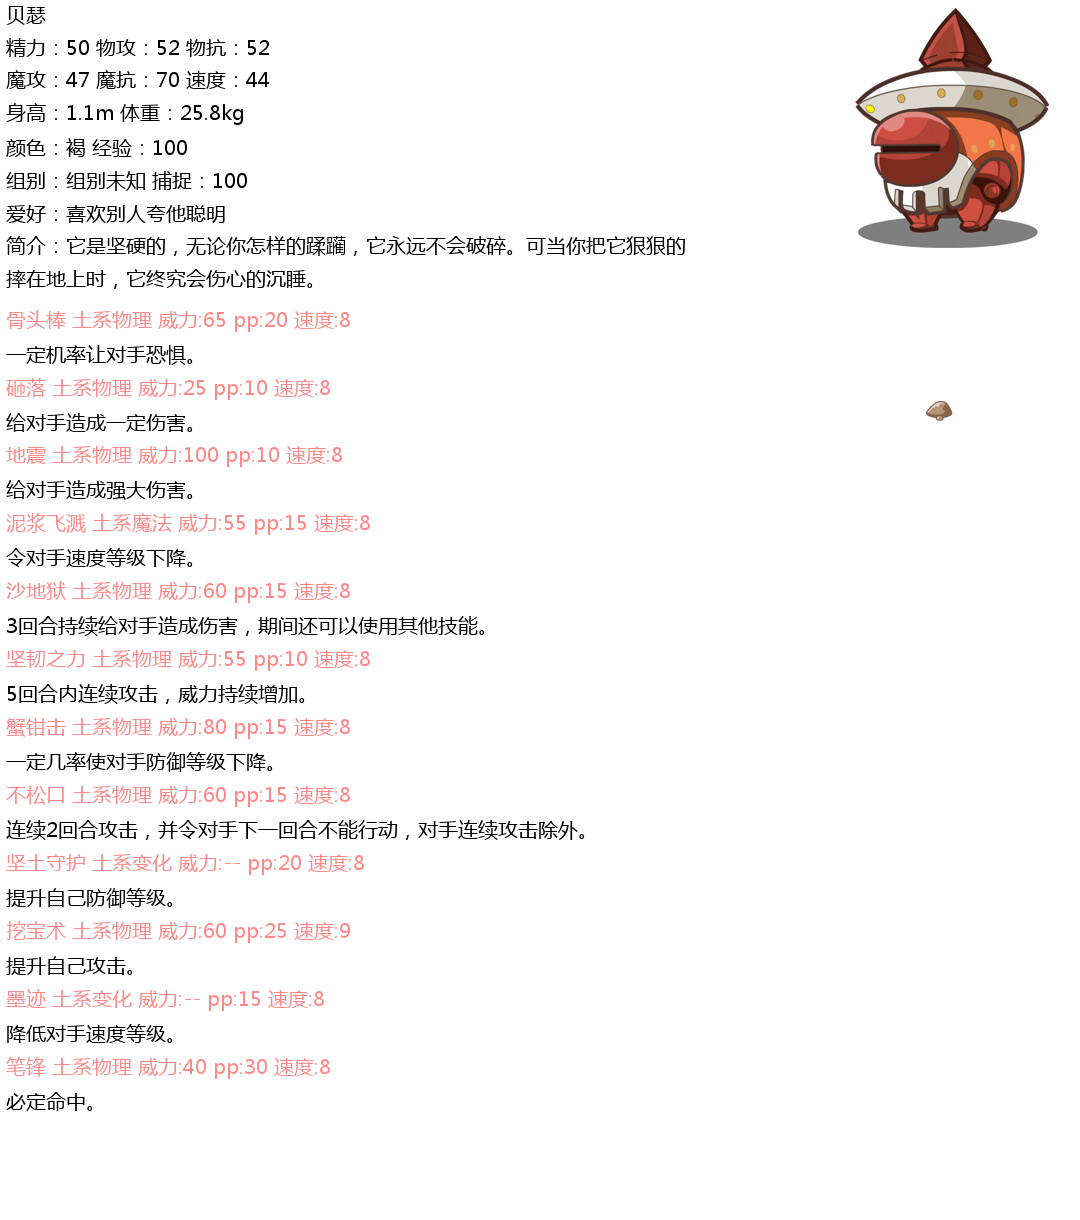 贝瑟
精力：50 物攻：52 物抗：52
魔攻：47 魔抗：70 速度：44
身高：1.1m 体重：25.8kg
颜色：褐 经验：100
组别：组别未知 捕捉：100
爱好：喜欢别人夸他聪明
简介：它是坚硬的，无论你怎样的蹂躏，它永远不会破碎。可当你把它狠狠的
摔在地上时，它终究会伤心的沉睡。
骨头棒 土系物理 威力:65 pp:20 速度:8
一定机率让对手恐惧。
砸落 土系物理 威力:25 pp:10 速度:8
给对手造成一定伤害。
地震 土系物理 威力:100 pp:10 速度:8
给对手造成强大伤害。
泥浆飞溅 土系魔法 威力:55 pp:15 速度:8
令对手速度等级下降。
沙地狱 土系物理 威力:60 pp:15 速度:8
3回合持续给对手造成伤害，期间还可以使用其他技能。
坚韧之力 土系物理 威力:55 pp:10 速度:8
5回合内连续攻击，威力持续增加。
蟹钳击 土系物理 威力:80 pp:15 速度:8
一定几率使对手防御等级下降。
不松口 土系物理 威力:60 pp:15 速度:8
连续2回合攻击，并令对手下一回合不能行动，对手连续攻击除外。
坚土守护 土系变化 威力:-- pp:20 速度:8
提升自己防御等级。
挖宝术 土系物理 威力:60 pp:25 速度:9
提升自己攻击。
墨迹 土系变化 威力:-- pp:15 速度:8
降低对手速度等级。
笔锋 土系物理 威力:40 pp:30 速度:8
必定命中。